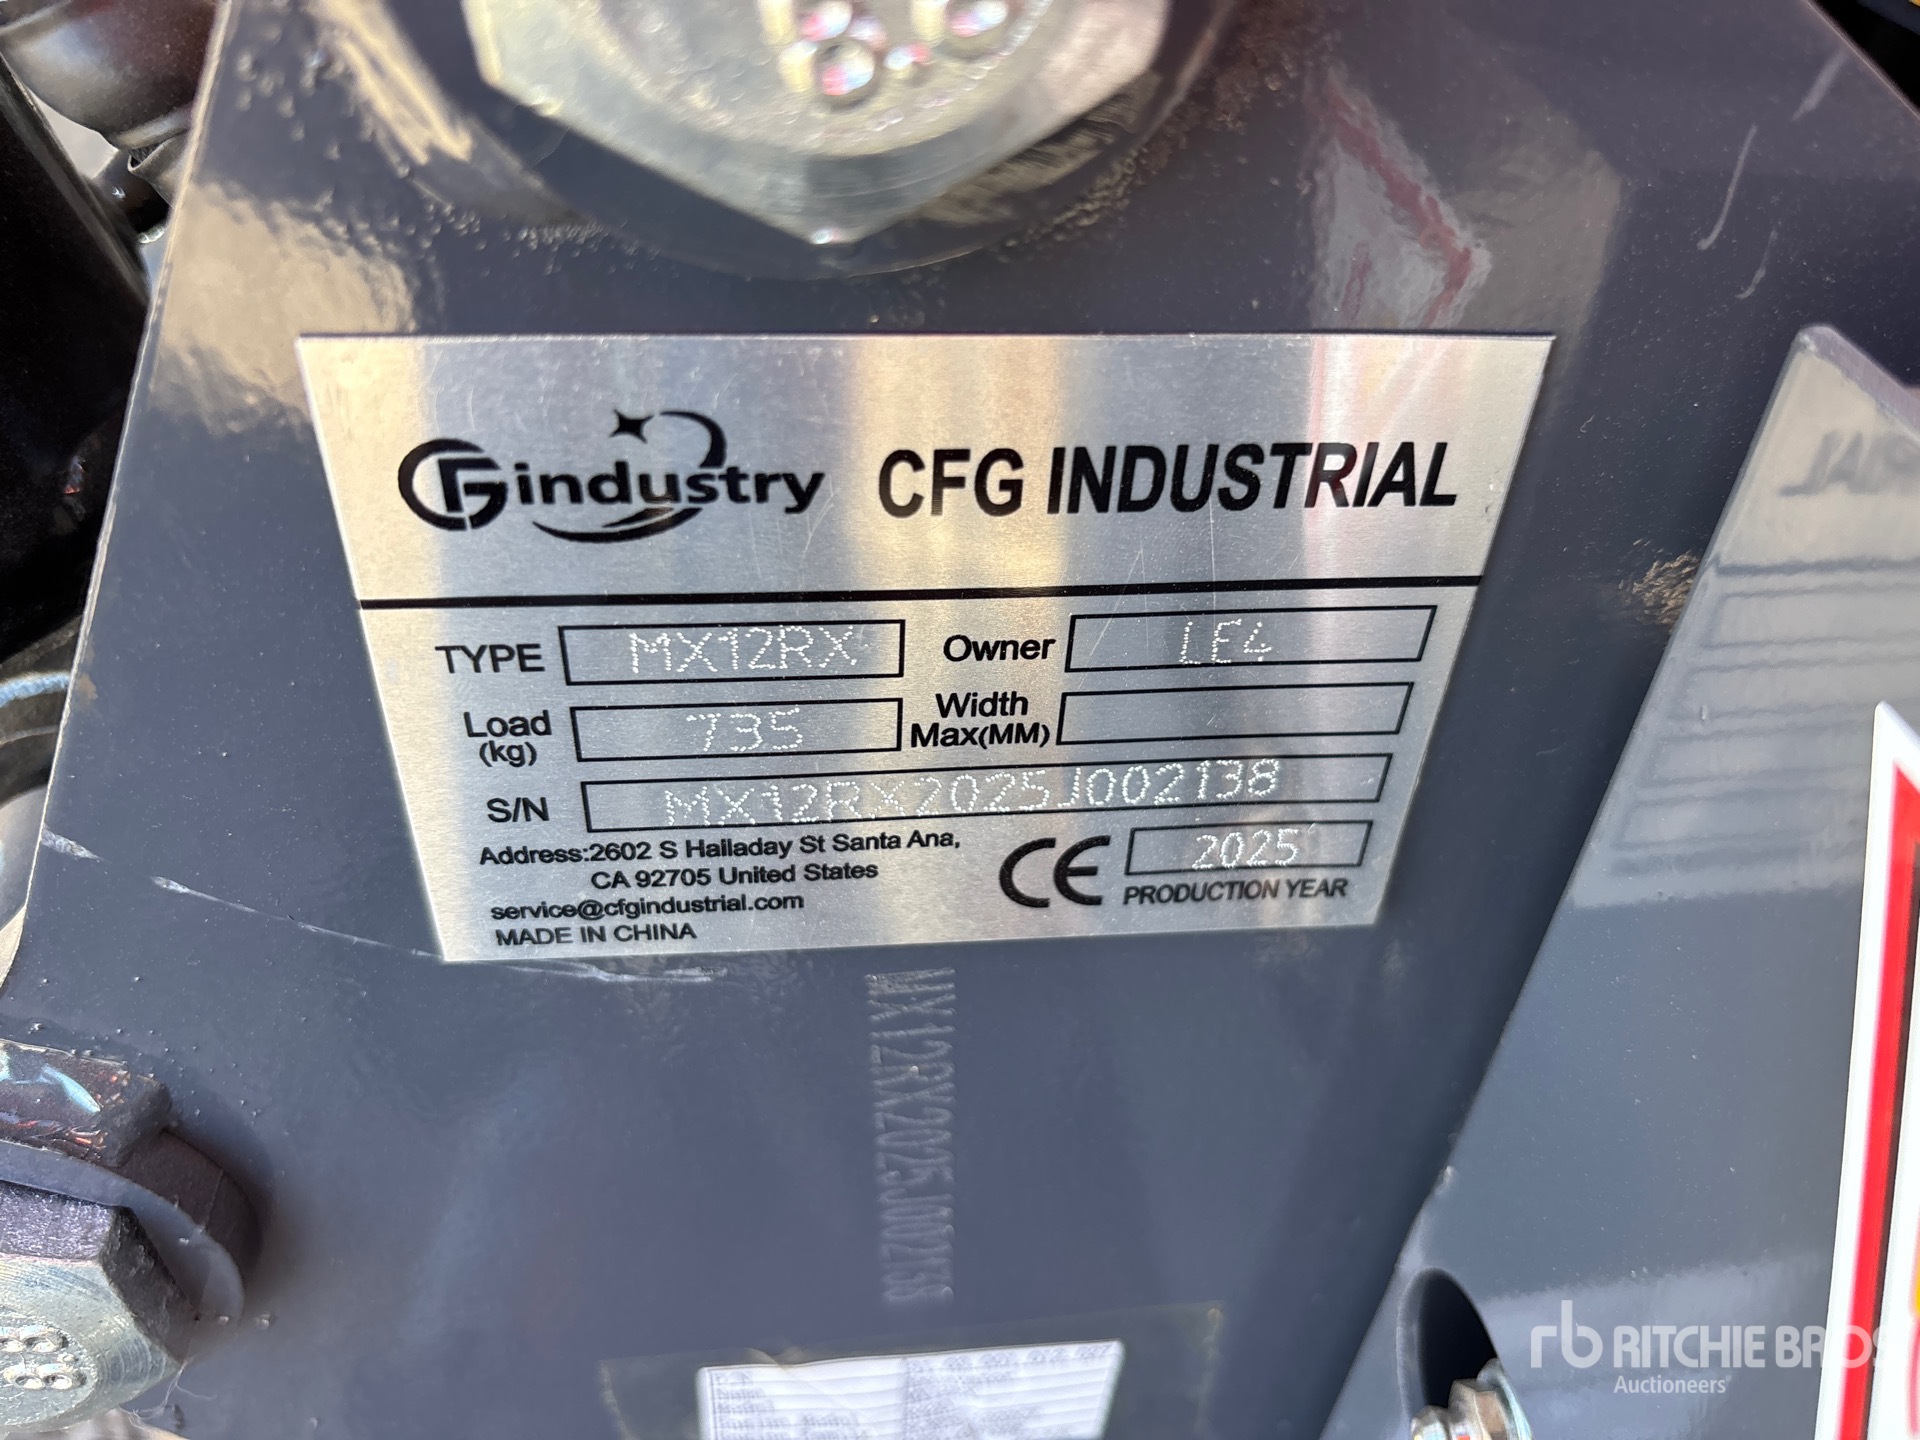 CFGindustry CFG INDUSTRIAL
TYPE MX12RX Owner LE4
Load (kg) 735 Width Max(MM)
S/N MX12RX2025J002138
Address:2602 S Halladay St Santa Ana,
CA 92705 United States
service@cfgindustrial.com
MADE IN CHINA
CE 2025
PRODUCTION YEAR
MX12RX2025J002138
rb RITCHIE BROS
Auctioneers